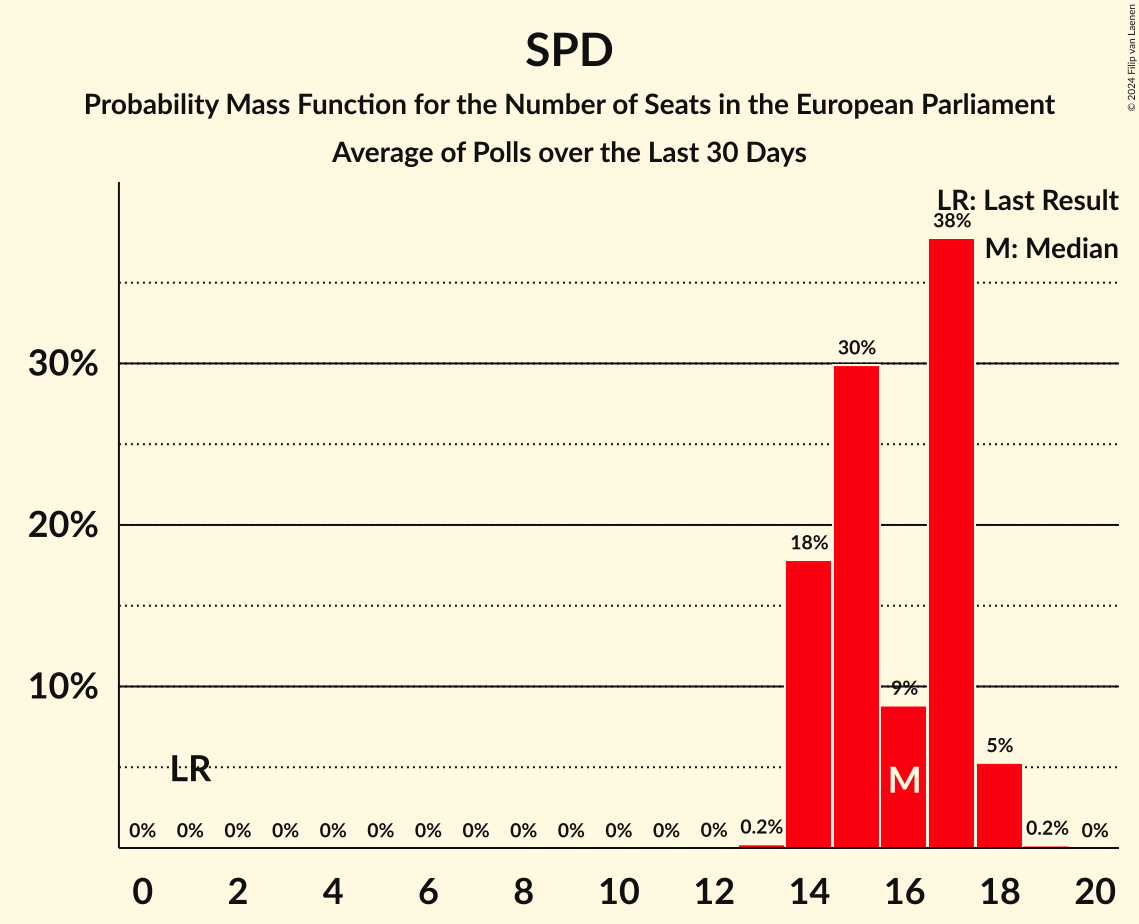 SPD
Probability Mass Function for the Number of Seats in the European Parliament
Average of Polls over the Last 30 Days
© 2024 Filip van Laenen
LR: Last Result
M: Median
38%
30%
30%
20%
18%
10%
9%
5%
LR
M
0% 0% 0% 0% 0% 0% 0% 0% 0% 0% 0% 0% 0% 0.2% 0.2% 0%
0 2 4 6 8 10 12 14 16 18 20